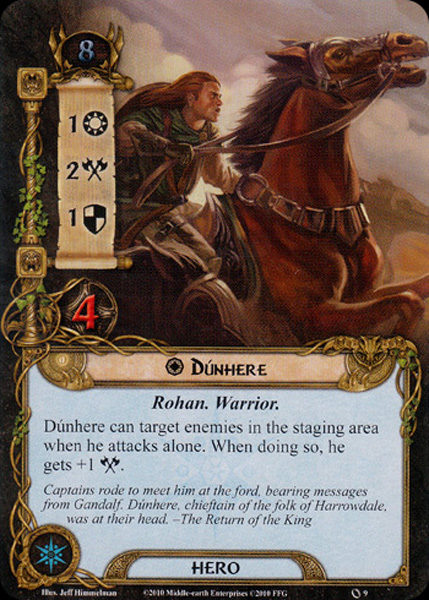 8
1
2
1
4
Dúnhere
Rohan. Warrior.
Dúnhere can target enemies in the staging area
when he attacks alone. When doing so, he
gets +1 .
Captains rode to meet him at the ford, bearing messages
from Gandalf. Dúnhere, chieftain of the folk of Harrowdale,
was at their head. –The Return of the King
HERO
Illus. Jeff Himmelman ©2010 Middle-earth Enterprises ©2010 FFG 9